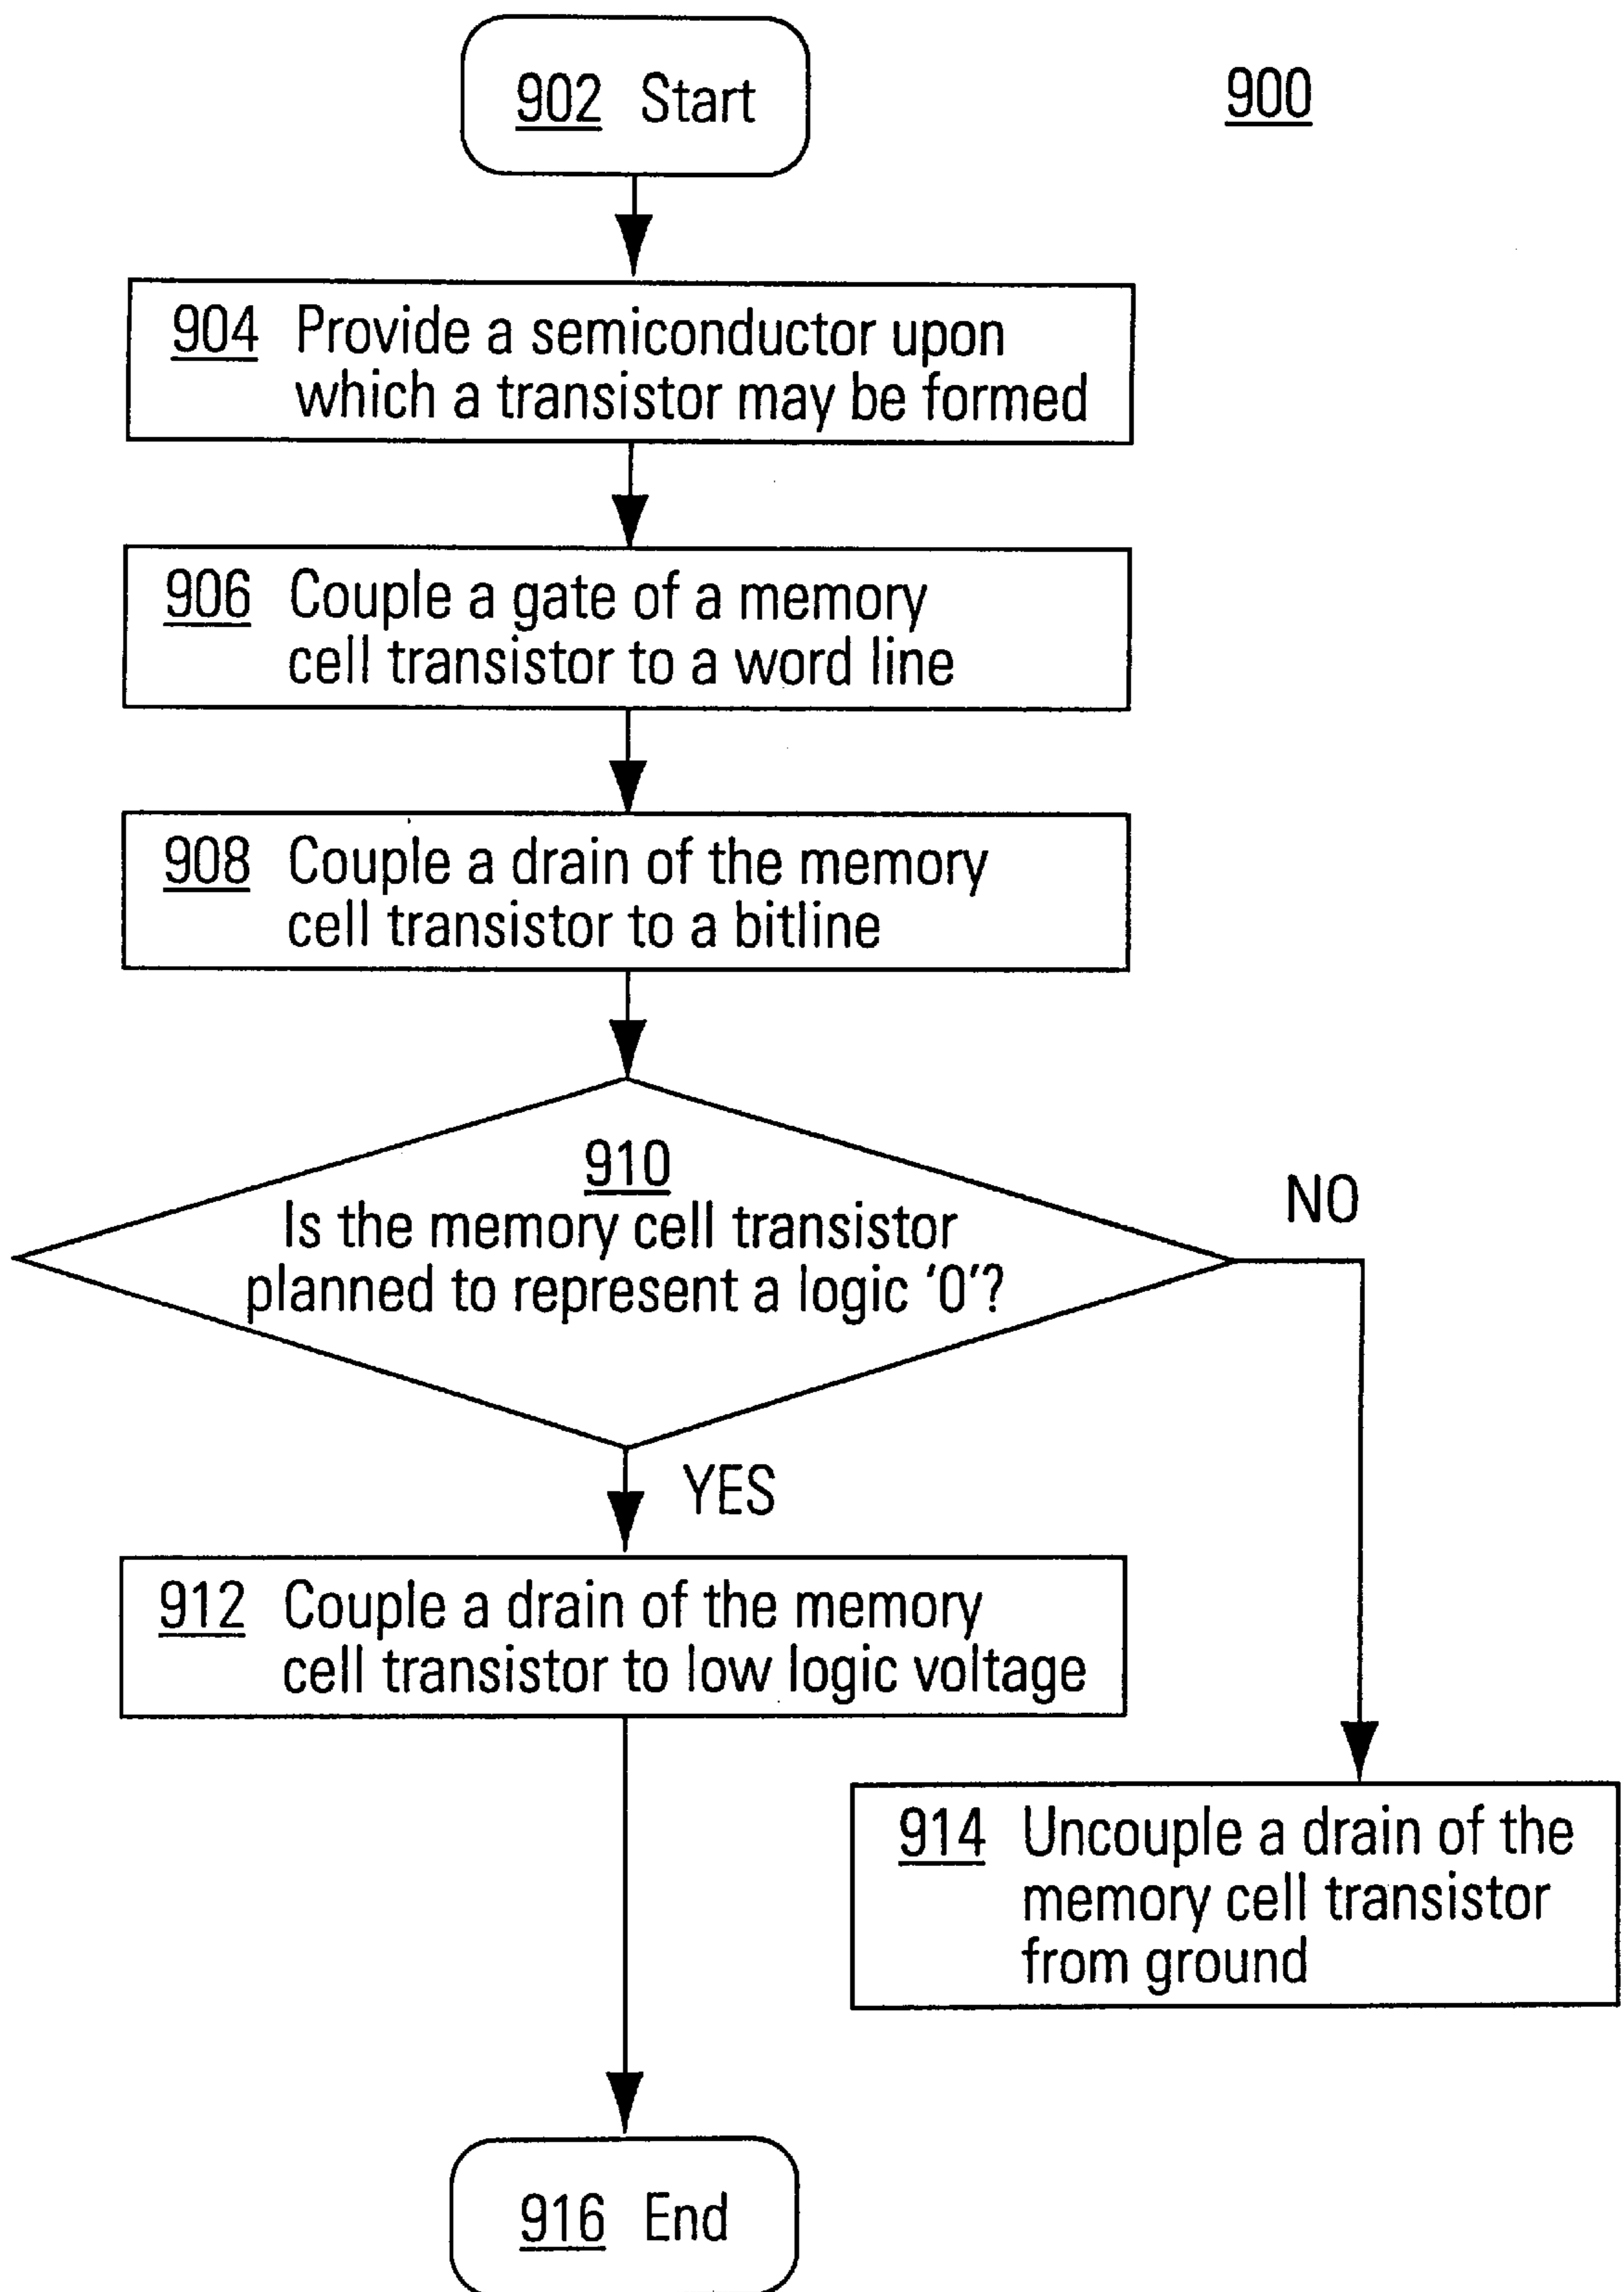 902 Start
900
904 Provide a semiconductor upon
which a transistor may be formed
906 Couple a gate of a memory
cell transistor to a word line
908 Couple a drain of the memory
cell transistor to a bitline
910
Is the memory cell transistor
planned to represent a logic '0'?
NO
YES
912 Couple a drain of the memory
cell transistor to low logic voltage
914 Uncouple a drain of the
memory cell transistor
from ground
916 End